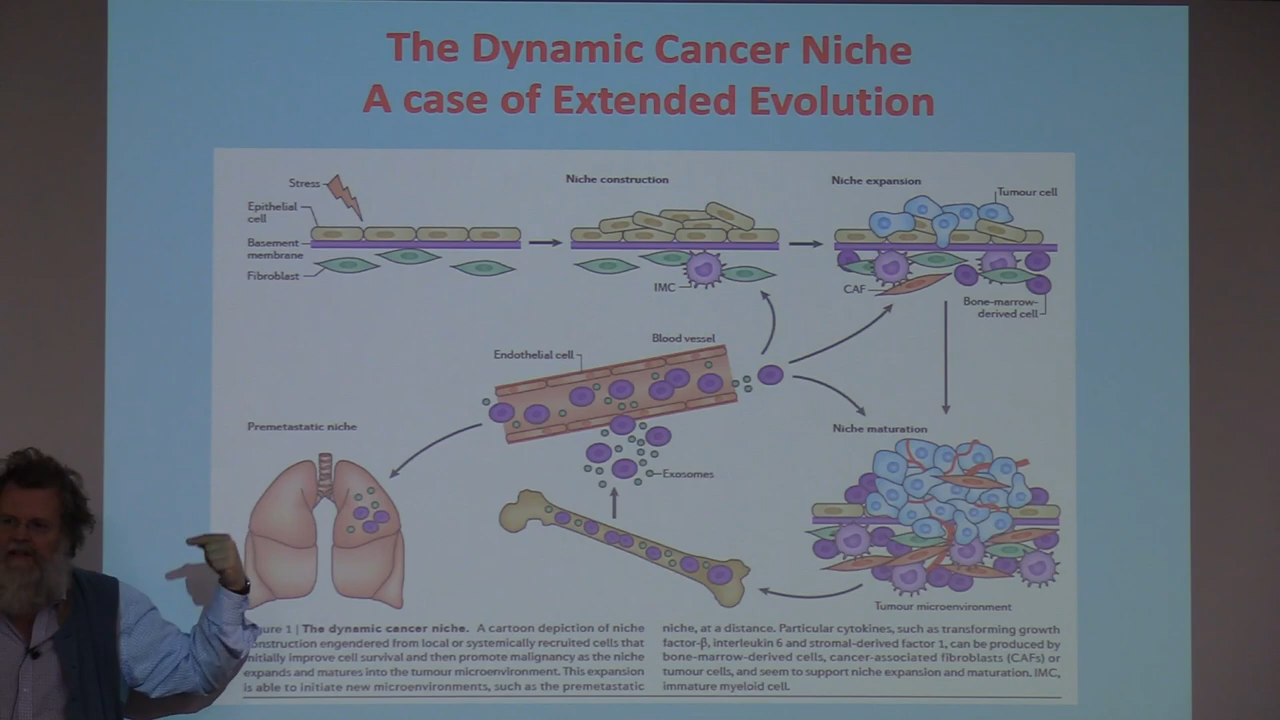 The Dynamic Cancer Niche
A case of Extended Evolution
Stress
Epithelial
cell
Basement
membrane
Fibroblast
Niche construction
IMC
Niche expansion
Tumour cell
CAF
Bone-marrow-
derived cell
Blood vessel
Endothelial cell
Exosomes
Premetastatic niche
Niche maturation
Tumour microenvironment
gure 1 | The dynamic cancer niche. A cartoon depiction of niche
onstruction engendered from local or systemically recruited cells that
nitially improve cell survival and then promote malignancy as the niche
expands and matures into the tumour microenvironment. This expansion
is able to initiate new microenvironments, such as the premetastatic
niche, at a distance. Particular cytokines, such as transforming growth
factor-β, interleukin 6 and stromal-derived factor 1, can be produced by
bone-marrow-derived cells, cancer-associated fibroblasts (CAFs) or
tumour cells, and seem to support niche expansion and maturation. IMC,
immature myeloid cell.